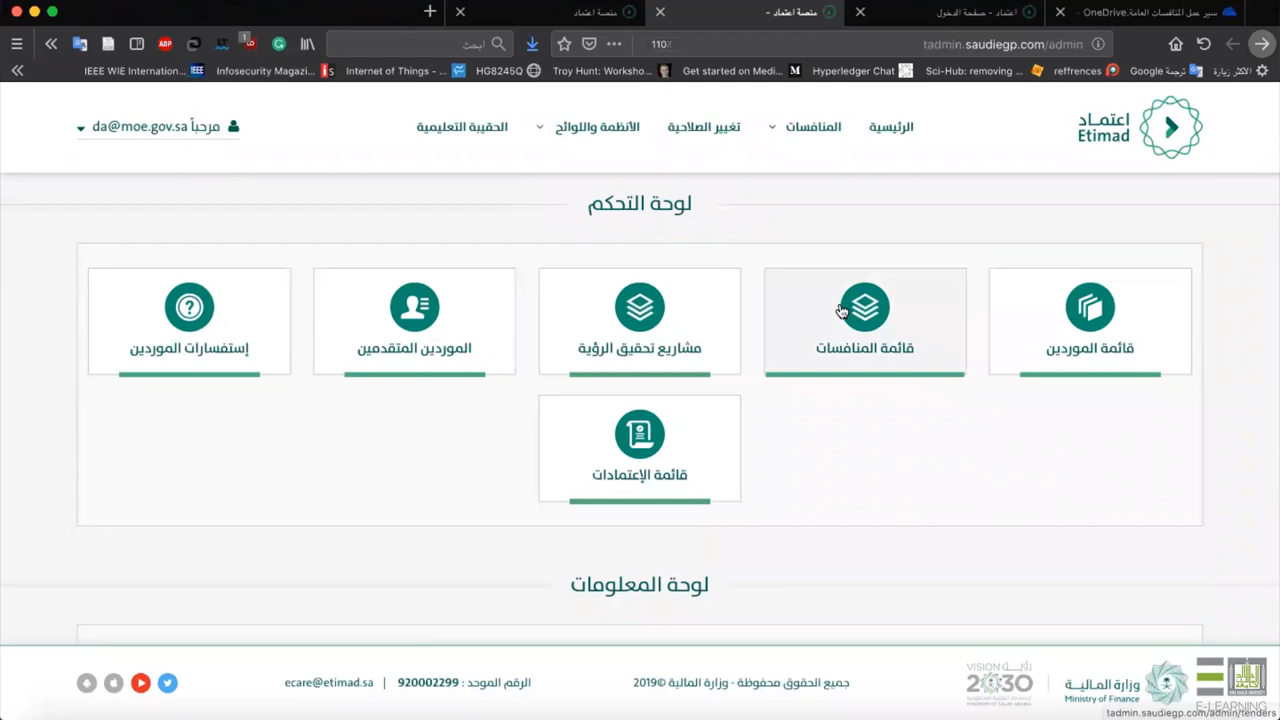 سير عمل المنافسات العامة.OneDrive
اعتماد - صفحة الدخول
منصة اعتماد -
منصة اعتماد
tadmin.saudiegp.com/admin
110%
ابحث
الأكثر زيارة
ترجمة Google
reffrences
Sci-Hub: removing ...
Hyperledger Chat
Get started on Medi...
Troy Hunt: Worksho...
HG8245Q
Internet of Things - ...
Infosecurity Magazi...
IEEE WIE Internation...
اعتماد
Etimad
الرئيسية
المنافسات
تغيير الصلاحية
الأنظمة واللوائح
الحقيبة التعليمية
مرحباً da@moe.gov.sa
لوحة التحكم
قائمة الموردين
قائمة المنافسات
مشاريع تحقيق الرؤية
الموردين المتقدمين
إستفسارات الموردين
قائمة الإعتمادات
لوحة المعلومات
وزارة المالية
Ministry of Finance
VISION رؤيـة
2030
جميع الحقوق محفوظة - وزارة المالية ©2019
الرقم الموحد : 920002299 | ecare@etimad.sa
E-LEARNING
tadmin.saudiegp.com/admin/tenders